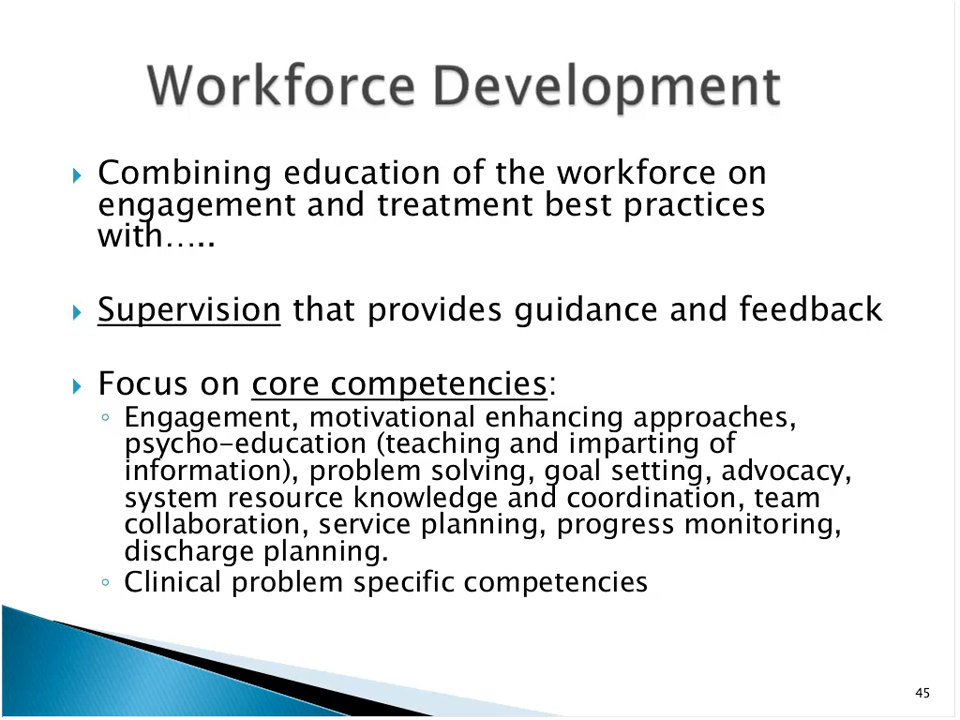 Workforce Development
Combining education of the workforce on
engagement and treatment best practices
with…..
Supervision that provides guidance and feedback
Focus on core competencies:
Engagement, motivational enhancing approaches,
psycho-education (teaching and imparting of
information), problem solving, goal setting, advocacy,
system resource knowledge and coordination, team
collaboration, service planning, progress monitoring,
discharge planning.
Clinical problem specific competencies
45